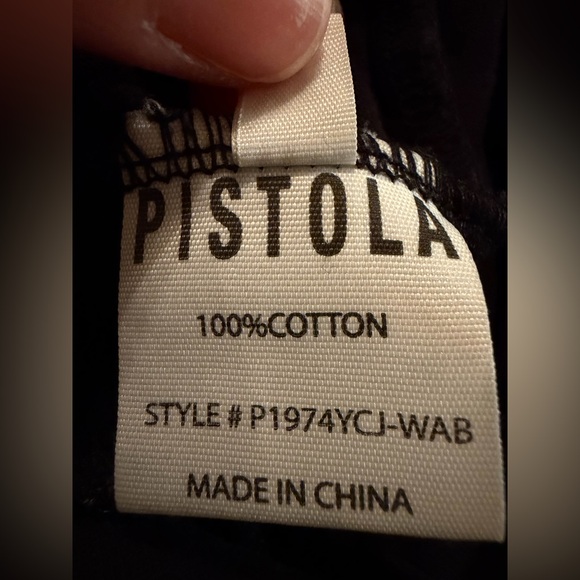 PISTOLA
100%COTTON
STYLE # P1974YCJ-WAB
MADE IN CHINA